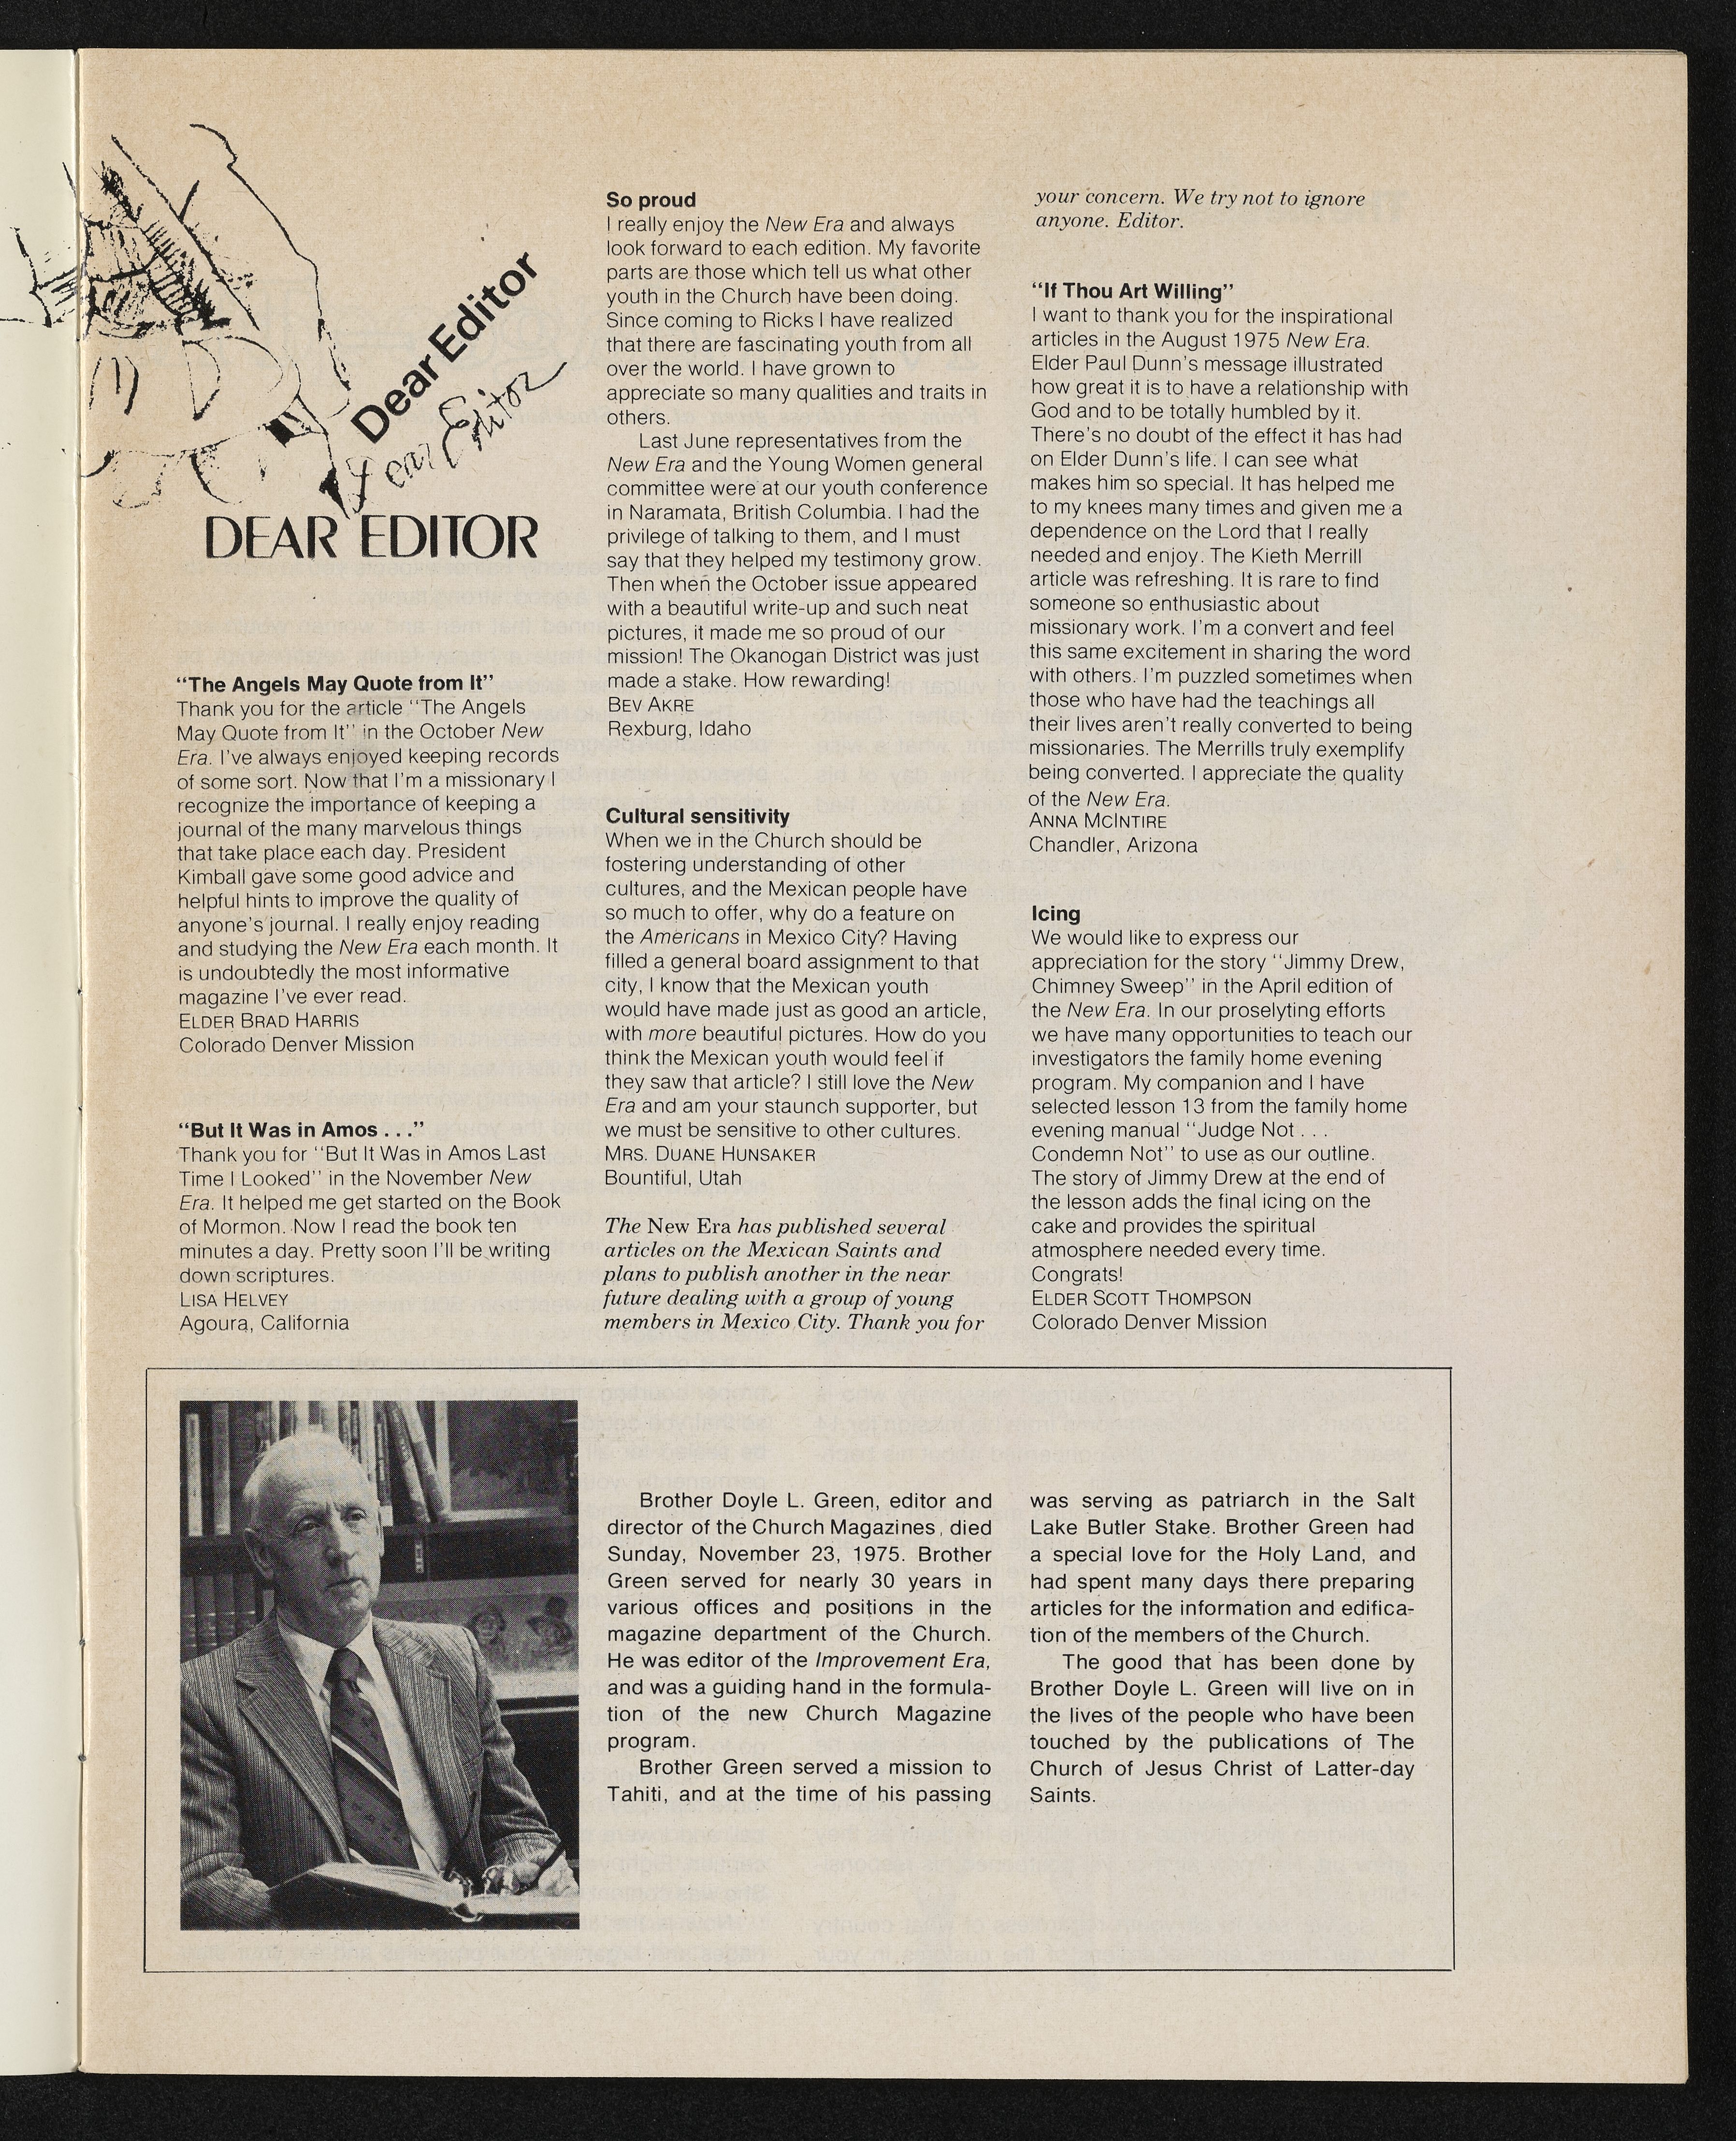 Dear Editor
Dear Editor
DEAR EDITOR
“The Angels May Quote from It”
Thank you for the article “The Angels
May Quote from It” in the October New
Era. I’ve always enjoyed keeping records
of some sort. Now that I’m a missionary I
recognize the importance of keeping a
journal of the many marvelous things
that take place each day. President
Kimball gave some good advice and
helpful hints to improve the quality of
anyone’s journal. I really enjoy reading
and studying the New Era each month. It
is undoubtedly the most informative
magazine I’ve ever read.
ELDER BRAD HARRIS
Colorado Denver Mission
“But It Was in Amos . . .”
Thank you for “But It Was in Amos Last
Time I Looked” in the November New
Era. It helped me get started on the Book
of Mormon. Now I read the book ten
minutes a day. Pretty soon I’ll be writing
down scriptures.
LISA HELVEY
Agoura, California
So proud
I really enjoy the New Era and always
look forward to each edition. My favorite
parts are those which tell us what other
youth in the Church have been doing.
Since coming to Ricks I have realized
that there are fascinating youth from all
over the world. I have grown to
appreciate so many qualities and traits in
others.
Last June representatives from the
New Era and the Young Women general
committee were at our youth conference
in Naramata, British Columbia. I had the
privilege of talking to them, and I must
say that they helped my testimony grow.
Then when the October issue appeared
with a beautiful write-up and such neat
pictures, it made me so proud of our
mission! The Okanogan District was just
made a stake. How rewarding!
BEV AKRE
Rexburg, Idaho
Cultural sensitivity
When we in the Church should be
fostering understanding of other
cultures, and the Mexican people have
so much to offer, why do a feature on
the Americans in Mexico City? Having
filled a general board assignment to that
city, I know that the Mexican youth
would have made just as good an article,
with more beautiful pictures. How do you
think the Mexican youth would feel if
they saw that article? I still love the New
Era and am your staunch supporter, but
we must be sensitive to other cultures.
MRS. DUANE HUNSAKER
Bountiful, Utah
The New Era has published several
articles on the Mexican Saints and
plans to publish another in the near
future dealing with a group of young
members in Mexico City. Thank you for
your concern. We try not to ignore
anyone. Editor.
“If Thou Art Willing”
I want to thank you for the inspirational
articles in the August 1975 New Era.
Elder Paul Dunn’s message illustrated
how great it is to have a relationship with
God and to be totally humbled by it.
There’s no doubt of the effect it has had
on Elder Dunn’s life. I can see what
makes him so special. It has helped me
to my knees many times and given me a
dependence on the Lord that I really
needed and enjoy. The Kieth Merrill
article was refreshing. It is rare to find
someone so enthusiastic about
missionary work. I’m a convert and feel
this same excitement in sharing the word
with others. I’m puzzled sometimes when
those who have had the teachings all
their lives aren’t really converted to being
missionaries. The Merrills truly exemplify
being converted. I appreciate the quality
of the New Era.
ANNA MCINTIRE
Chandler, Arizona
Icing
We would like to express our
appreciation for the story “Jimmy Drew,
Chimney Sweep” in the April edition of
the New Era. In our proselyting efforts
we have many opportunities to teach our
investigators the family home evening
program. My companion and I have
selected lesson 13 from the family home
evening manual “Judge Not . . .
Condemn Not” to use as our outline.
The story of Jimmy Drew at the end of
the lesson adds the final icing on the
cake and provides the spiritual
atmosphere needed every time.
Congrats!
ELDER SCOTT THOMPSON
Colorado Denver Mission
Brother Doyle L. Green, editor and
director of the Church Magazines, died
Sunday, November 23, 1975. Brother
Green served for nearly 30 years in
various offices and positions in the
magazine department of the Church.
He was editor of the Improvement Era,
and was a guiding hand in the formula-
tion of the new Church Magazine
program.
Brother Green served a mission to
Tahiti, and at the time of his passing
was serving as patriarch in the Salt
Lake Butler Stake. Brother Green had
a special love for the Holy Land, and
had spent many days there preparing
articles for the information and edifica-
tion of the members of the Church.
The good that has been done by
Brother Doyle L. Green will live on in
the lives of the people who have been
touched by the publications of The
Church of Jesus Christ of Latter-day
Saints.